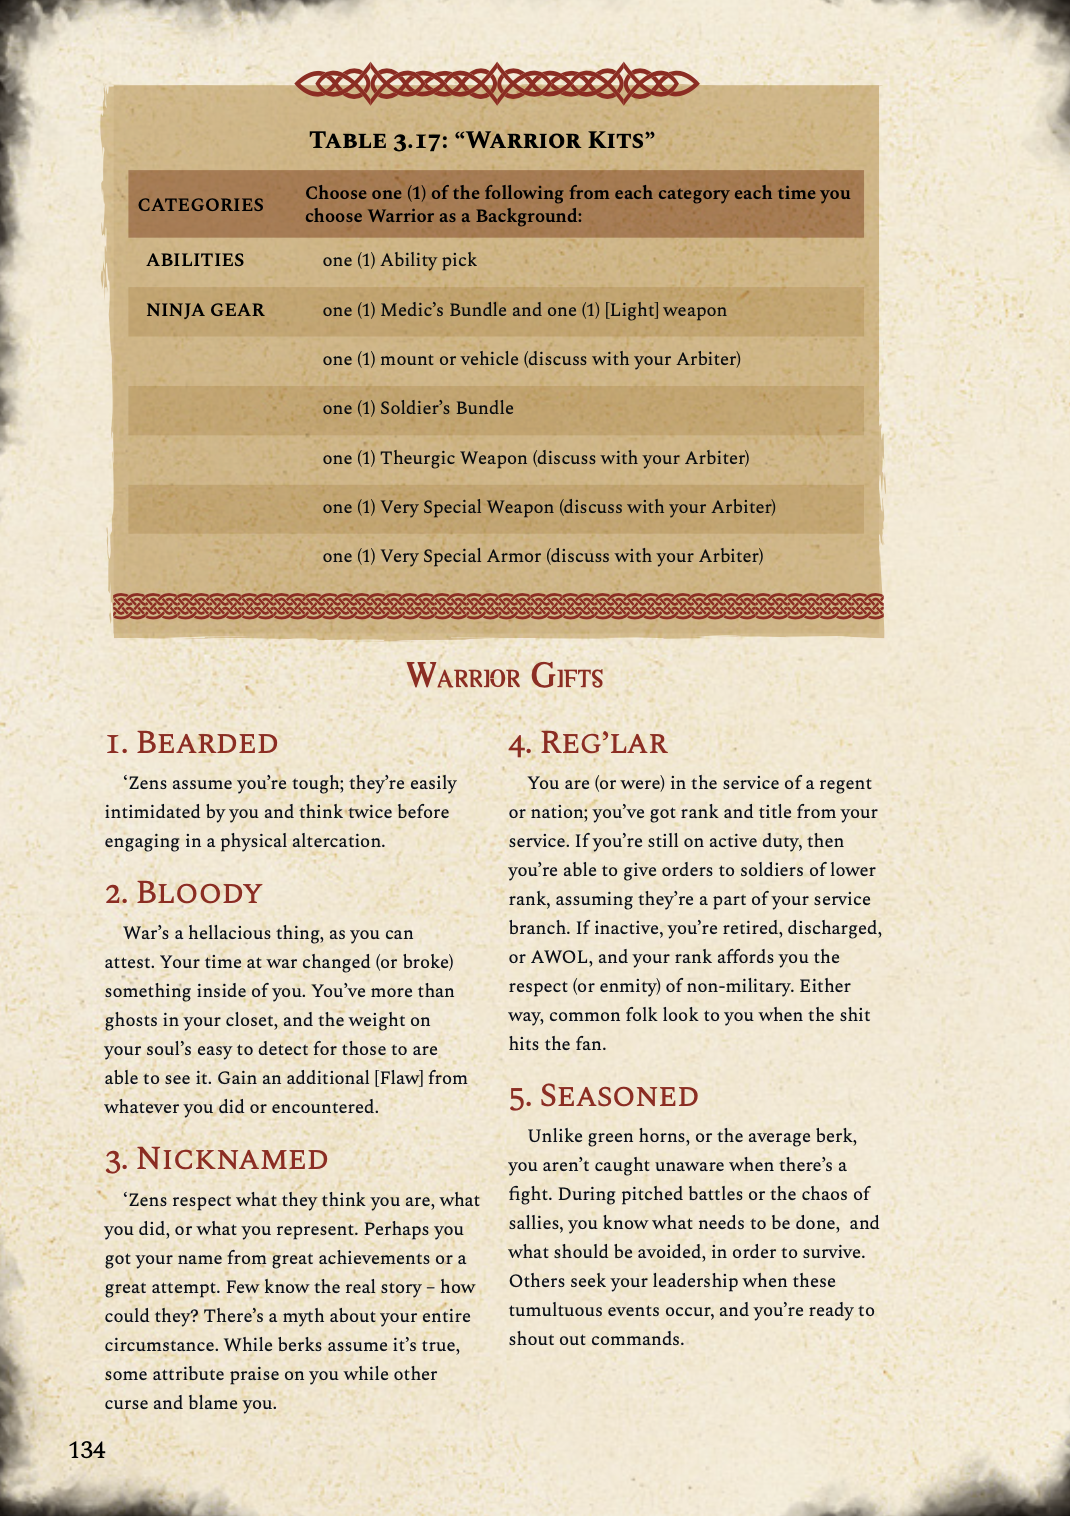 Table 3.17: “Warrior Kits”
CATEGORIES
Choose one (1) of the following from each category each time you
choose Warrior as a Background:
ABILITIES one (1) Ability pick
NINJA GEAR one (1) Medic’s Bundle and one (1) [Light] weapon
one (1) mount or vehicle (discuss with your Arbiter)
one (1) Soldier’s Bundle
one (1) Theurgic Weapon (discuss with your Arbiter)
one (1) Very Special Weapon (discuss with your Arbiter)
one (1) Very Special Armor (discuss with your Arbiter)
Warrior Gifts
1. Bearded
‘Zens assume you’re tough; they’re easily
intimidated by you and think twice before
engaging in a physical altercation.
2. Bloody
War’s a hellacious thing, as you can
attest. Your time at war changed (or broke)
something inside of you. You’ve more than
ghosts in your closet, and the weight on
your soul’s easy to detect for those to are
able to see it. Gain an additional [Flaw] from
whatever you did or encountered.
3. Nicknamed
‘Zens respect what they think you are, what
you did, or what you represent. Perhaps you
got your name from great achievements or a
great attempt. Few know the real story – how
could they? There’s a myth about your entire
circumstance. While berks assume it’s true,
some attribute praise on you while other
curse and blame you.
4. Reg’lar
You are (or were) in the service of a regent
or nation; you’ve got rank and title from your
service. If you’re still on active duty, then
you’re able to give orders to soldiers of lower
rank, assuming they’re a part of your service
branch. If inactive, you’re retired, discharged,
or AWOL, and your rank affords you the
respect (or enmity) of non-military. Either
way, common folk look to you when the shit
hits the fan.
5. Seasoned
Unlike green horns, or the average berk,
you aren’t caught unaware when there’s a
fight. During pitched battles or the chaos of
sallies, you know what needs to be done, and
what should be avoided, in order to survive.
Others seek your leadership when these
tumultuous events occur, and you’re ready to
shout out commands.
134